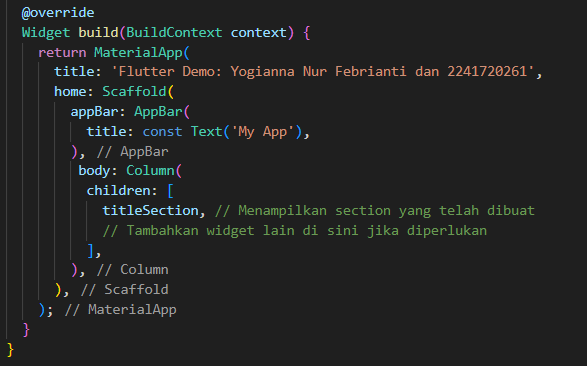 @override
Widget build(BuildContext context) {
return MaterialApp(
title: 'Flutter Demo: Yogianna Nur Febrianti dan 2241720261',
home: Scaffold(
appBar: AppBar(
title: const Text('My App'),
), // AppBar
body: Column(
children: [
titleSection, // Menampilkan section yang telah dibuat
// Tambahkan widget lain di sini jika diperlukan
],
), // Column
), // Scaffold
); // MaterialApp
}
}